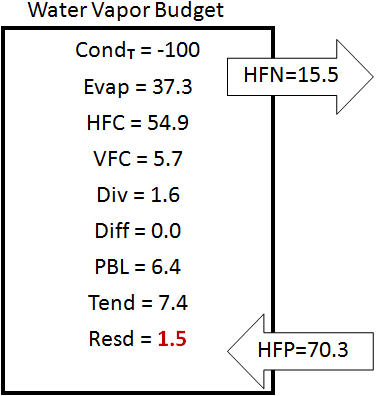 Water Vapor Budget
Condᴛ = -100
Evap = 37.3
HFN=15.5
HFC = 54.9
VFC = 5.7
Div = 1.6
Diff = 0.0
PBL = 6.4
Tend = 7.4
Resd = 1.5
HFP=70.3